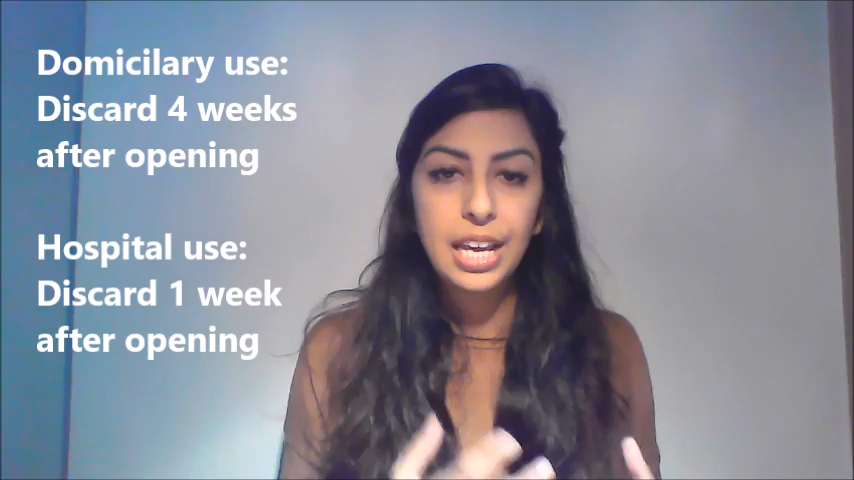 Domicilary use:
Discard 4 weeks
after opening
Hospital use:
Discard 1 week
after opening